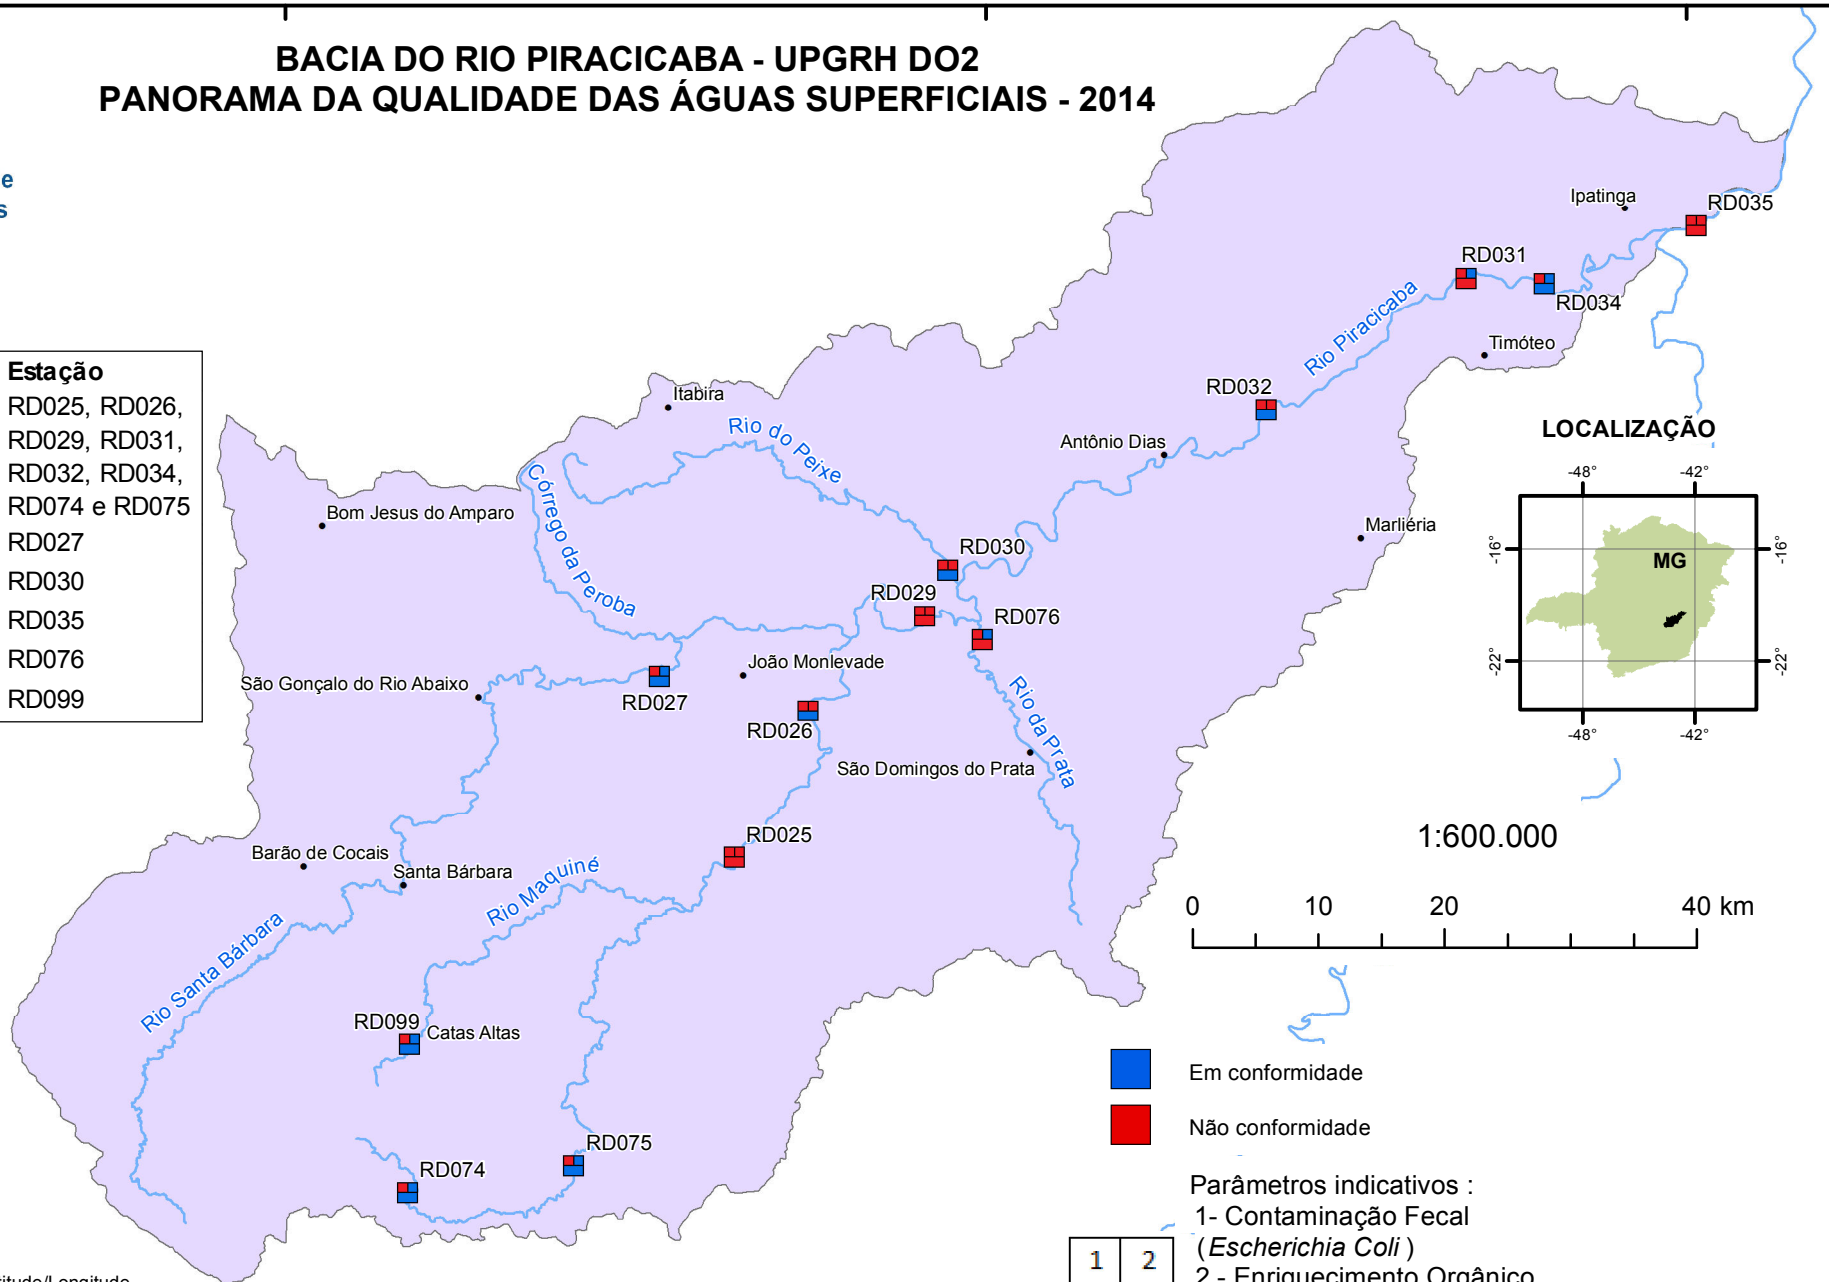 BACIA DO RIO PIRACICABA - UPGRH DO2
PANORAMA DA QUALIDADE DAS ÁGUAS SUPERFICIAIS - 2014
e
s
Estação
RD025, RD026,
RD029, RD031,
RD032, RD034,
RD074 e RD075
RD027
RD030
RD035
RD076
RD099
Ipatinga
RD035
RD031
RD034
Rio Piracicaba
Timóteo
RD032
Itabira
Rio do Peixe
Antônio Dias
Córrego da Peroba
Bom Jesus do Amparo
Marliéria
RD030
RD029
RD076
João Monlevade
São Gonçalo do Rio Abaixo
RD027
RD026
Rio da Prata
São Domingos do Prata
RD025
Barão de Cocais
Santa Bárbara
Rio Maquiné
Rio Santa Bárbara
RD099
Catas Altas
RD075
RD074
LOCALIZAÇÃO
-48° -42°
-16° MG -16°
-22° -22°
-48° -42°
1:600.000
0 10 20 40 km
Em conformidade
Não conformidade
Parâmetros indicativos :
1- Contaminação Fecal
(Escherichia Coli )
1 2
2 - Enriquecimento Orgânico